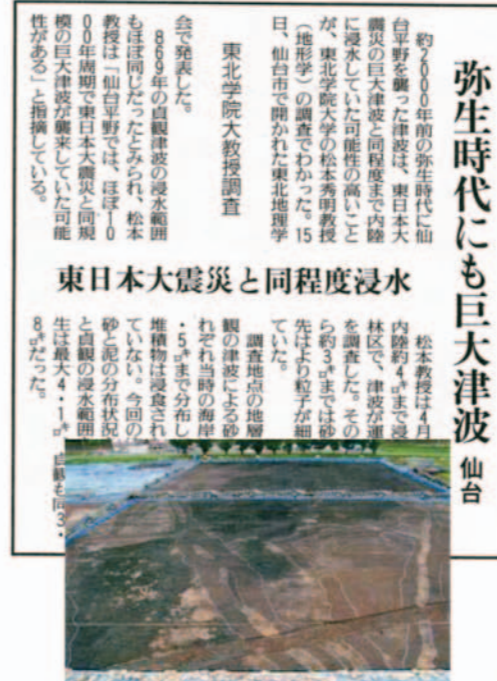 弥生時代にも巨大津波 仙台
東日本大震災と同程度浸水
東北学院大教授調査
約2000年前の弥生時代に仙
台平野を襲った津波は、東日本大
震災の巨大津波と同程度まで内陸
に浸水していた可能性の高いこと
が、東北学院大学の松本秀明教授
(地形学)の調査でわかった。15
日、仙台市で開かれた東北地理学
会で発表した。
869年の貞観津波の浸水範囲
もほぼ同じだったとみられ、松本
教授は「仙台平野では、ほぼ10
00年周期で東日本大震災と同規
模の巨大津波が襲来していた可能
性がある」と指摘している。
松本教授は4月
内陸約4㌔まで浸
林区で、津波が運
を調査した。その
ら約3㌔までは砂
先はより粒子が細
ていた。
調査地点の地層
観の津波による砂
れぞれ当時の海岸
・5㌔まで分布し
堆積物は浸食され
ていない。今回の
砂と泥の分布状況
と貞観の浸水範囲
生は最大4・1㌔
貞観も同3・
8㌔だった。